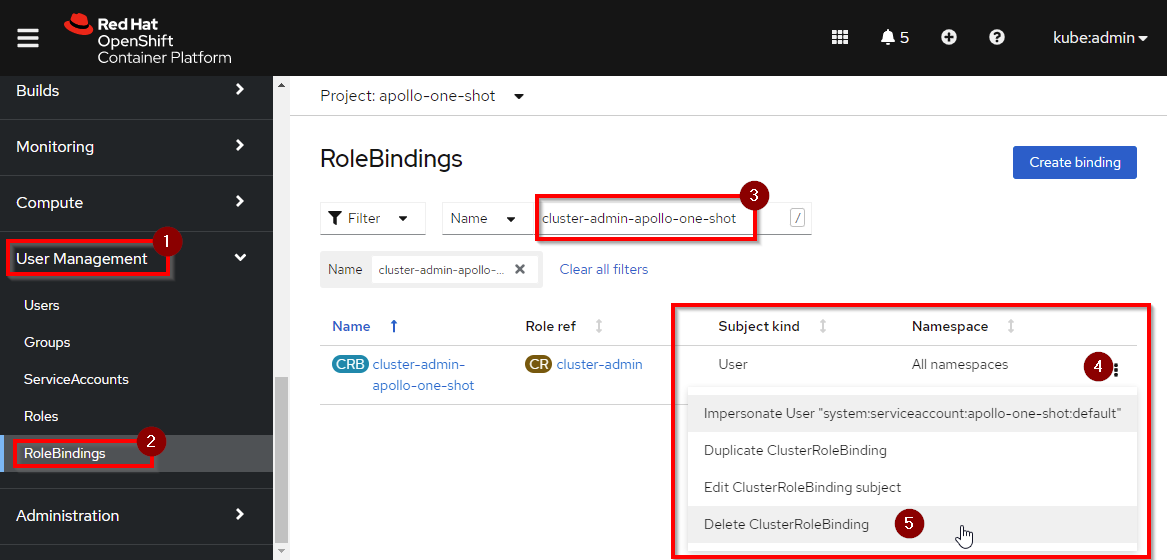 Red Hat
OpenShift
Container Platform
5
kube:admin
Builds
Monitoring
Compute
1
User Management
Users
Groups
ServiceAccounts
Roles
2
RoleBindings
Administration
Project: apollo-one-shot
RoleBindings
Create binding
3
Filter
Name
cluster-admin-apollo-one-shot
/
Name
cluster-admin-apollo-...
Clear all filters
Name
Role ref
Subject kind
Namespace
CRB cluster-admin-
apollo-one-shot
CR cluster-admin
User
All namespaces
4
Impersonate User "system:serviceaccount:apollo-one-shot:default"
Duplicate ClusterRoleBinding
Edit ClusterRoleBinding subject
Delete ClusterRoleBinding
5